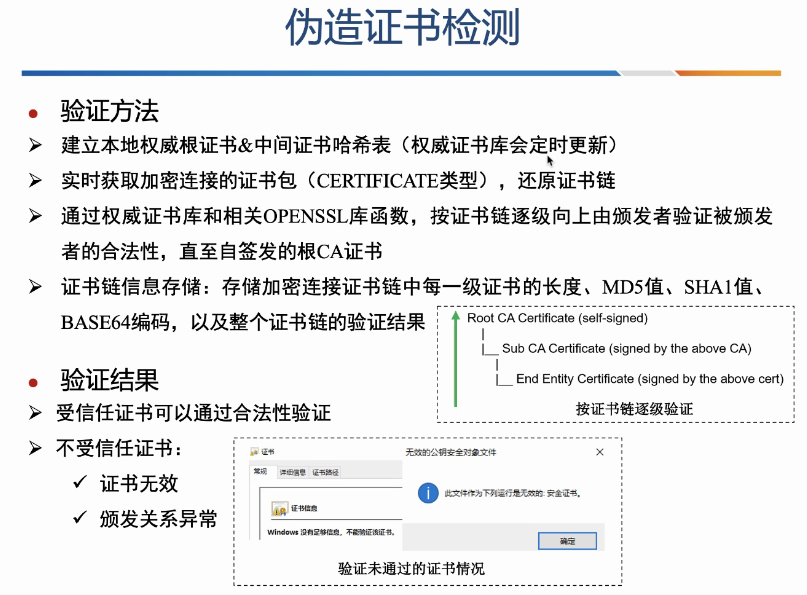 伪造证书检测
验证方法
建立本地权威根证书&中间证书哈希表（权威证书库会定时更新）
实时获取加密连接的证书包（CERTIFICATE类型），还原证书链
通过权威证书库和相关OPENSSL库函数，按证书链逐级向上由颁发者验证被颁发
者的合法性，直至自签发的根CA证书
证书链信息存储：存储加密连接证书链中每一级证书的长度、MD5值、SHA1值、
BASE64编码，以及整个证书链的验证结果
Root CA Certificate (self-signed)
Sub CA Certificate (signed by the above CA)
End Entity Certificate (signed by the above cert)
按证书链逐级验证
验证结果
受信任证书可以通过合法性验证
不受信任证书：
证书无效
颁发关系异常
证书
常规 详细信息 证书路径
证书信息
Windows 没有足够信息，不能验证该证书。
无效的公钥安全对象文件
此文件作为下列运行是无效的: 安全证书。
确定
验证未通过的证书情况